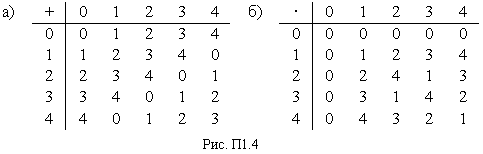 а) + 0 1 2 3 4 б) · 0 1 2 3 4
0 0 1 2 3 4 0 0 0 0 0 0
1 1 2 3 4 0 1 0 1 2 3 4
2 2 3 4 0 1 2 0 2 4 1 3
3 3 4 0 1 2 3 0 3 1 4 2
4 4 0 1 2 3 4 0 4 3 2 1
Рис. П1.4